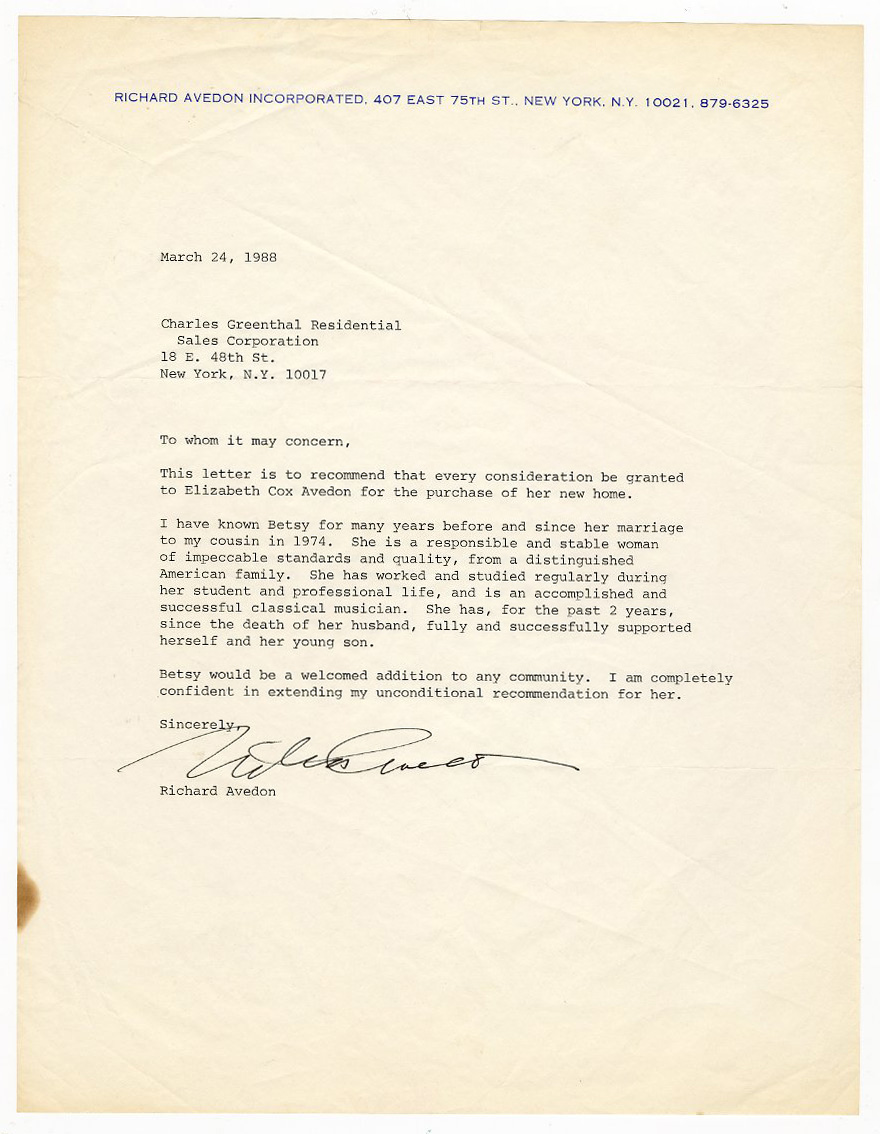 RICHARD AVEDON INCORPORATED, 407 EAST 75TH ST., NEW YORK, N.Y. 10021, 879-6325
March 24, 1988
Charles Greenthal Residential
Sales Corporation
18 E. 48th St.
New York, N.Y. 10017
To whom it may concern,
This letter is to recommend that every consideration be granted
to Elizabeth Cox Avedon for the purchase of her new home.
I have known Betsy for many years before and since her marriage
to my cousin in 1974.  She is a responsible and stable woman
of impeccable standards and quality, from a distinguished
American family.  She has worked and studied regularly during
her student and professional life, and is an accomplished and
successful classical musician.  She has, for the past 2 years,
since the death of her husband, fully and successfully supported
herself and her young son.
Betsy would be a welcomed addition to any community.  I am completely
confident in extending my unconditional recommendation for her.
Sincerely,
Richard Avedon
Richard Avedon